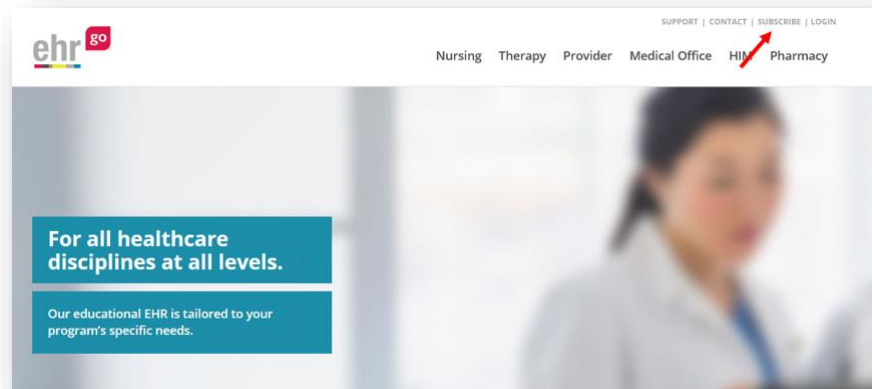 SUPPORT | CONTACT | SUBSCRIBE | LOGIN
ehr go
Nursing Therapy Provider Medical Office HIM Pharmacy
For all healthcare
disciplines at all levels.
Our educational EHR is tailored to your
program's specific needs.